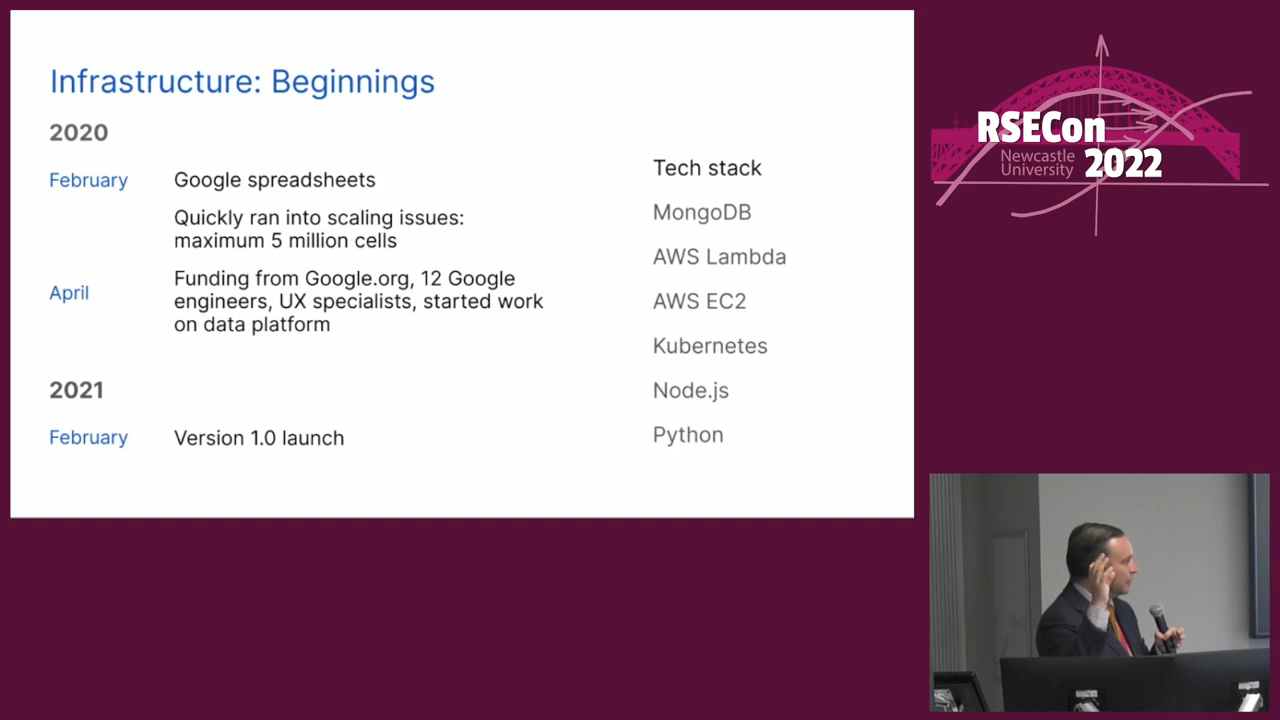 Infrastructure: Beginnings
2020
February
Google spreadsheets
Quickly ran into scaling issues:
maximum 5 million cells
April
Funding from Google.org, 12 Google
engineers, UX specialists, started work
on data platform
2021
February
Version 1.0 launch
Tech stack
MongoDB
AWS Lambda
AWS EC2
Kubernetes
Node.js
Python
RSECon
Newcastle
University
2022